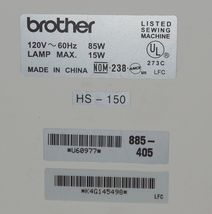 brother
LISTED
SEWING
MACHINE
120V～60Hz 85W
LAMP MAX. 15W
UL
273C
MADE IN CHINA
NOM-238
ANCE
LFC
HS-150
885-
405
*U60977*
*K4G145498*
LFC